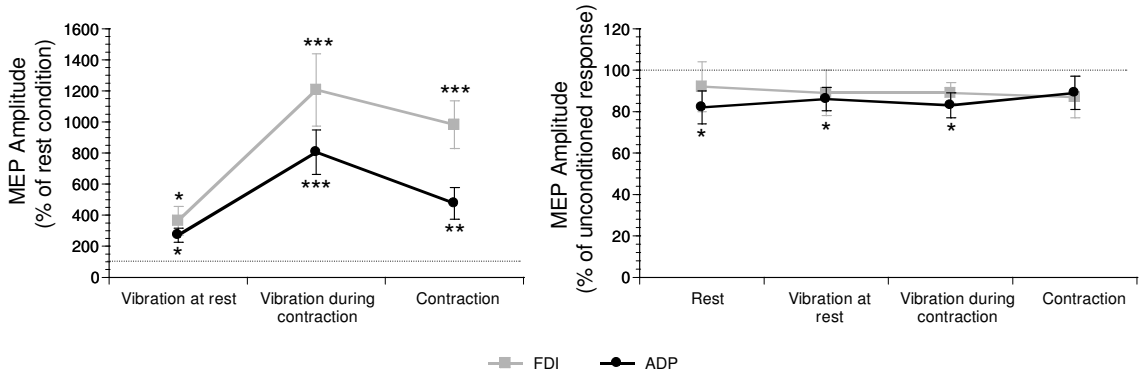 MEP Amplitude
(% of rest condition)
1600
1400
1200
1000
800
600
400
200
0
***
***
*
***
**
*
Vibration at rest
Vibration during
contraction
Contraction
MEP Amplitude
(% of unconditioned response)
120
100
80
60
40
20
0
*
*
*
Rest
Vibration at
rest
Vibration during
contraction
Contraction
FDI
ADP